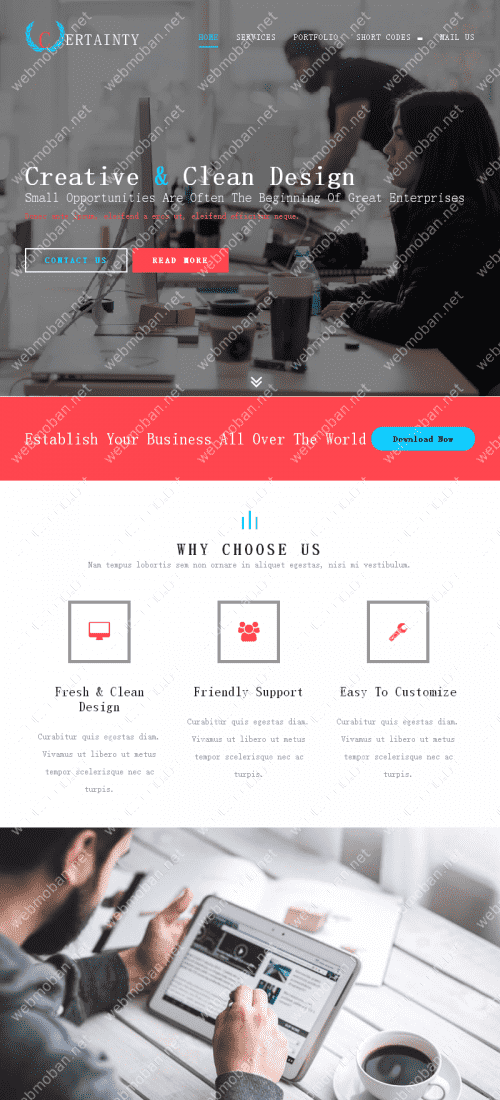 CERTAINTY
HOME SERVICES PORTFOLIO SHORT CODES MAIL US
Creative & Clean Design
Small Opportunities Are Often The Beginning Of Great Enterprises
neque.
CONTACT US READ MORE
Establish Your Business All Over The World Download Now
WHY CHOOSE US
Nam tempus lobortis sem non ornare in aliquet egestas, nisi mi vestibulum.
Fresh & Clean
Design
Curabitur quis egestas diam.
Vivamus ut libero ut metus
tempor scelerisque nec ac
turpis.
Friendly Support
Curabitur quis egestas diam.
Vivamus ut libero ut metus
tempor scelerisque nec ac
turpis.
Easy To Customize
Curabitur quis egestas diam.
Vivamus ut libero ut metus
tempor scelerisque nec ac
turpis.
webmoban.net